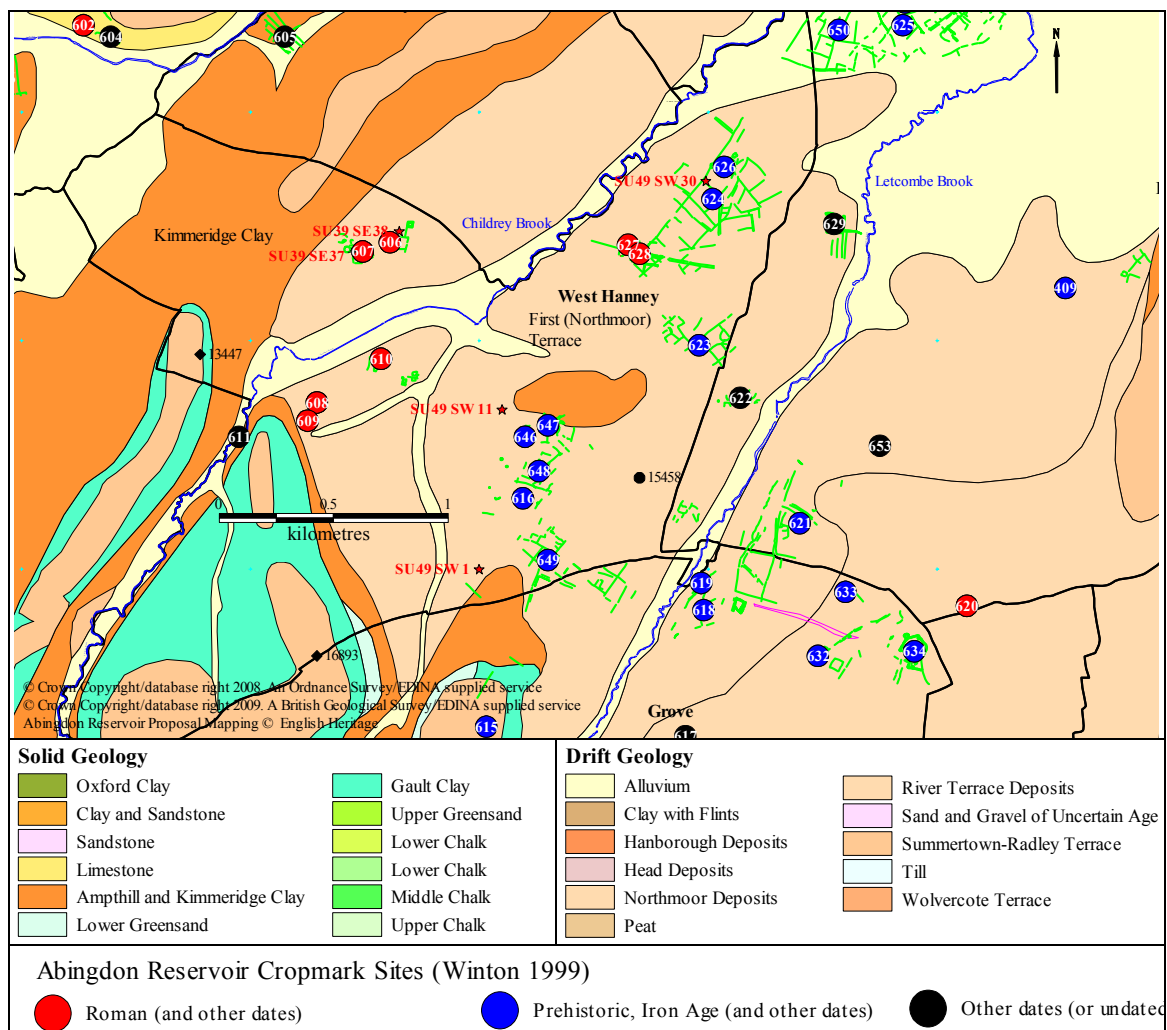 602
604
605
650
625
N
626
SU49 SW30
624
Letcombe Brook
Childrey Brook
629
Kimmeridge Clay
SU39 SE38
606
607
SU39 SE37
627
628
409
West Hanney
First (Northmoor)
Terrace
623
13447
610
622
608
609
SU49 SW11
611
647
646
653
648
15458
616
0
0.5
1
kilometres
621
649
SU49 SW1
619
618
633
620
632
634
16893
© Crown Copyright/database right 2008. An Ordnance Survey/EDINA supplied service
© Crown Copyright/database right 2009. A British Geological Survey/EDINA supplied service
Abingdon Reservoir Proposal Mapping © English Heritage
615
Grove
617
Solid Geology
Oxford Clay
Clay and Sandstone
Sandstone
Limestone
Ampthill and Kimmeridge Clay
Lower Greensand
Gault Clay
Upper Greensand
Lower Chalk
Lower Chalk
Middle Chalk
Upper Chalk
Drift Geology
Alluvium
Clay with Flints
Hanborough Deposits
Head Deposits
Northmoor Deposits
Peat
River Terrace Deposits
Sand and Gravel of Uncertain Age
Summertown-Radley Terrace
Till
Wolvercote Terrace
Abingdon Reservoir Cropmark Sites (Winton 1999)
Roman (and other dates)
Prehistoric, Iron Age (and other dates)
Other dates (or undated